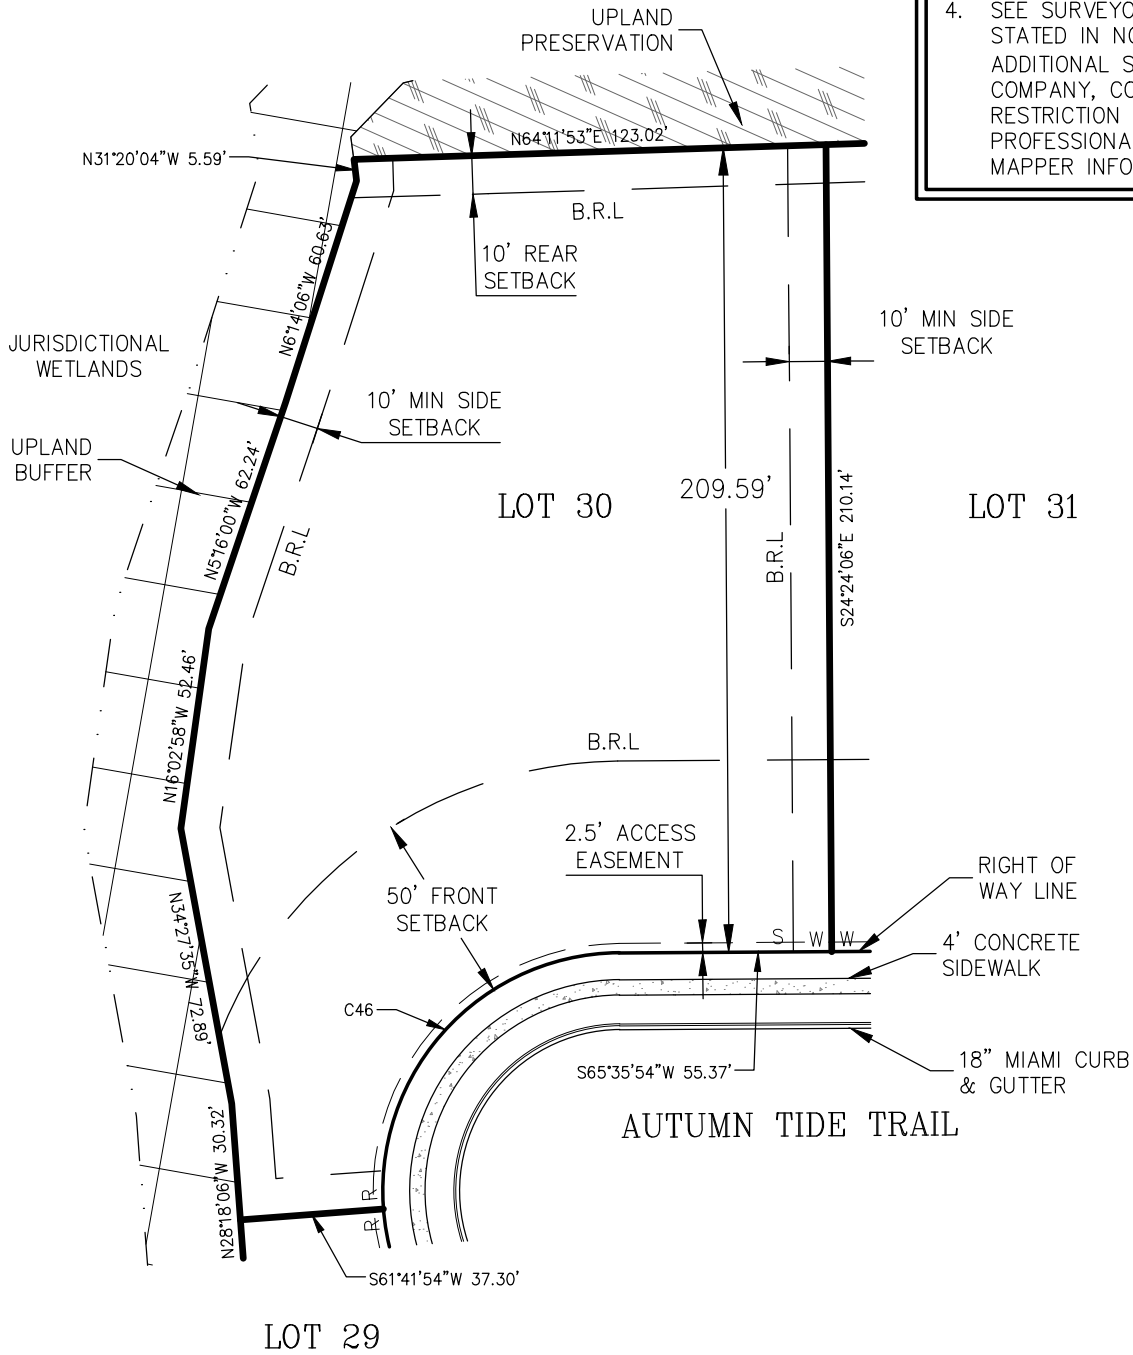 UPLAND
PRESERVATION
4. SEE SURVEYO
STATED IN NO
ADDITIONAL S
COMPANY, CO
RESTRICTION
PROFESSIONA
MAPPER INFO
N64°11'53"E 123.02'
N31°20'04"W 5.59'
B.R.L
10' REAR
SETBACK
N6°14'06"W 60.63'
10' MIN SIDE
SETBACK
JURISDICTIONAL
WETLANDS
10' MIN SIDE
SETBACK
UPLAND
BUFFER
N5°16'00"W 62.24'
LOT 30
209.59'
LOT 31
S24°24'06"E 210.14'
B.R.L
B.R.L
N16°02'58"W 52.46'
B.R.L
2.5' ACCESS
EASEMENT
RIGHT OF
WAY LINE
50' FRONT
SETBACK
S W W
4' CONCRETE
SIDEWALK
N34°27'35"W 72.89'
C46
S65°35'54"W 55.37'
18" MIAMI CURB
& GUTTER
AUTUMN TIDE TRAIL
N28°18'06"W 30.32'
R
R
S61°41'54"W 37.30'
LOT 29